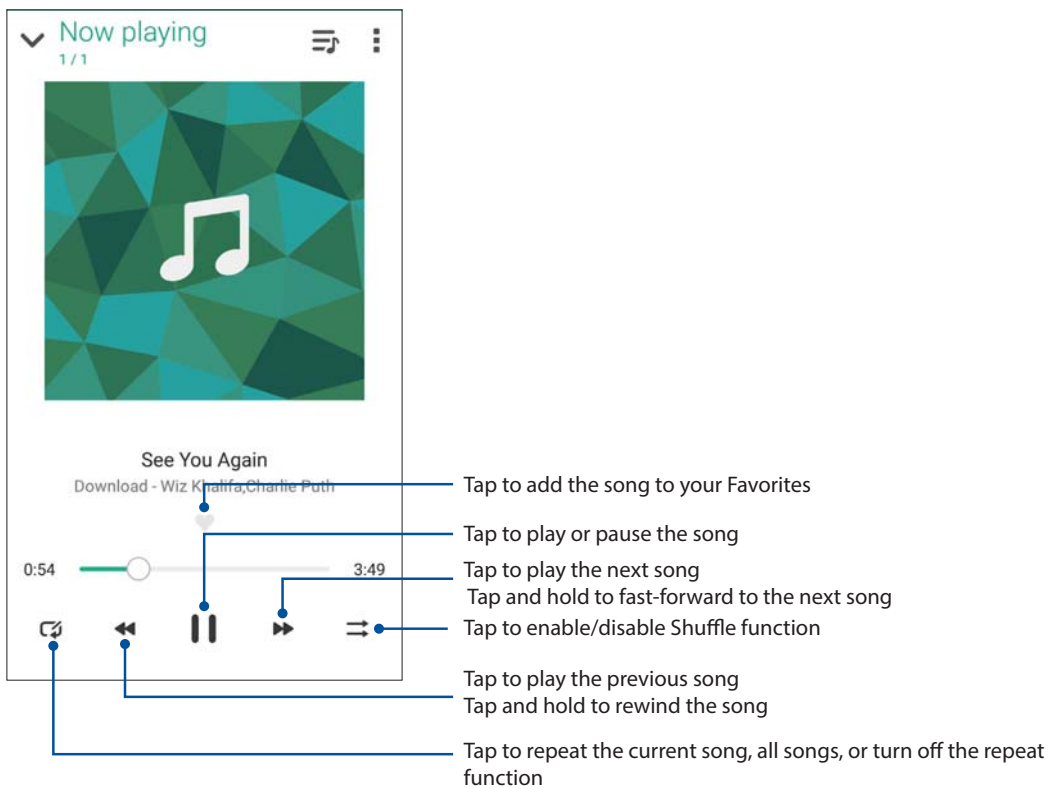 Now playing
1 / 1
See You Again
Download - Wiz Khalifa,Charlie Puth
Tap to add the song to your Favorites
Tap to play or pause the song
0:54
3:49
Tap to play the next song
Tap and hold to fast-forward to the next song
Tap to enable/disable Shuffle function
Tap to play the previous song
Tap and hold to rewind the song
Tap to repeat the current song, all songs, or turn off the repeat
function